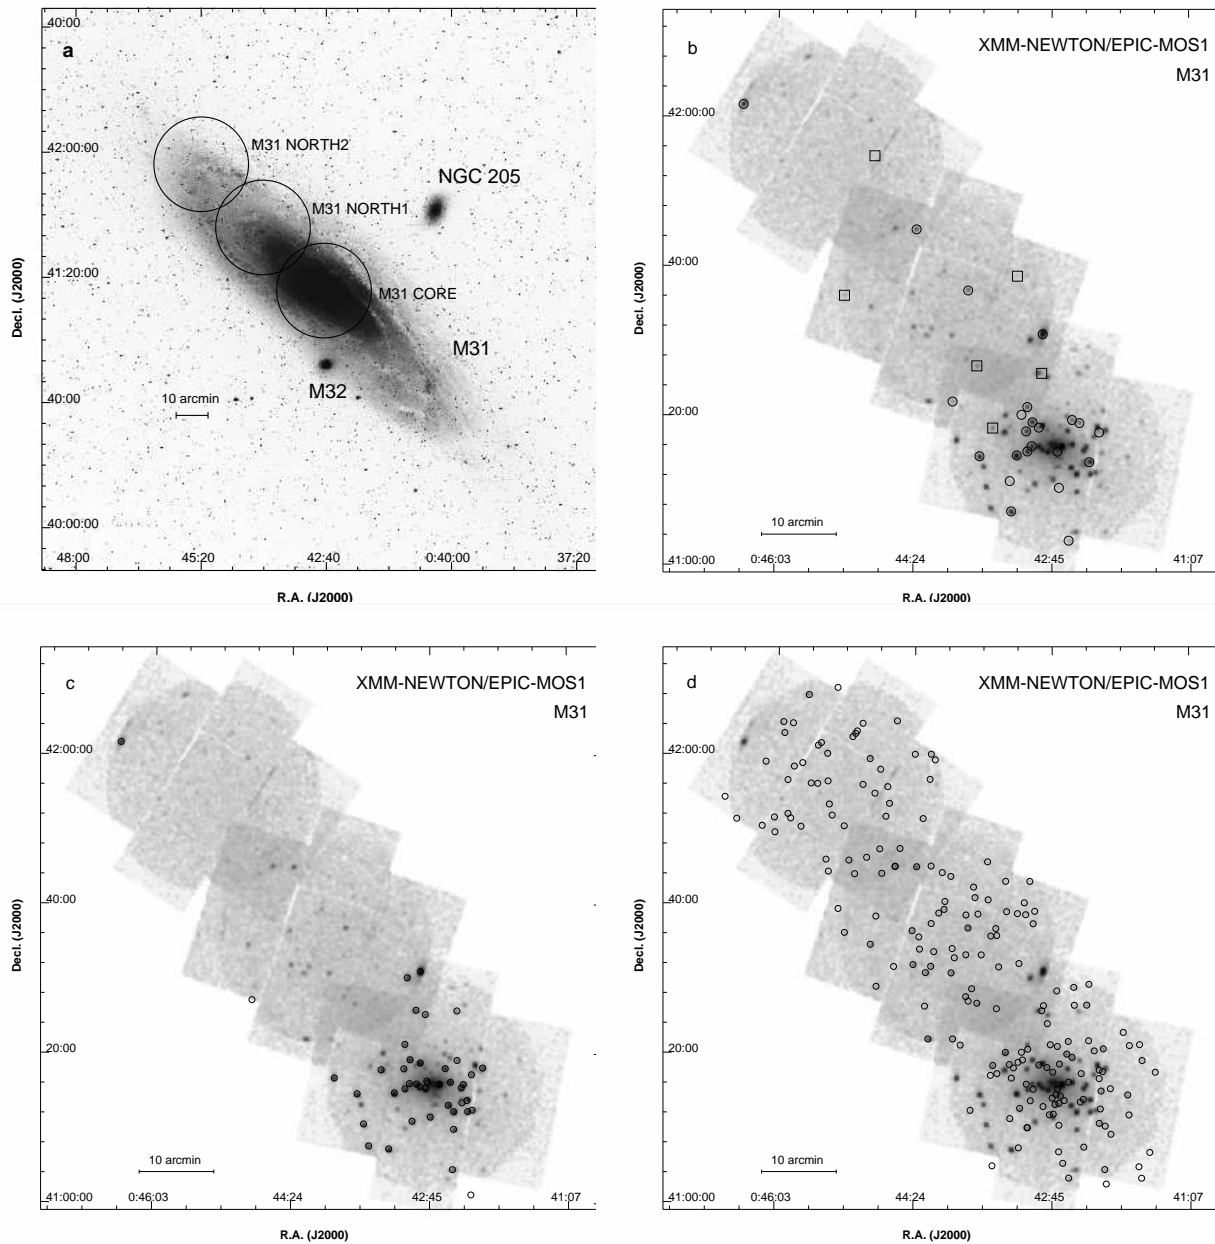 a
40:00
42:00:00
41:20:00
40:00
40:00:00
Decl. (J2000)
M31 NORTH2
M31 NORTH1
M31 CORE
NGC 205
M31
M32
10 arcmin
48:00
45:20
42:40
0:40:00
37:20
R.A. (J2000)
b
XMM-NEWTON/EPIC-MOS1
M31
42:00:00
40:00
20:00
41:00:00
Decl. (J2000)
10 arcmin
0:46:03
44:24
42:45
41:07
R.A. (J2000)
c
XMM-NEWTON/EPIC-MOS1
M31
42:00:00
40:00
20:00
41:00:00
Decl. (J2000)
10 arcmin
0:46:03
44:24
42:45
41:07
R.A. (J2000)
d
XMM-NEWTON/EPIC-MOS1
M31
42:00:00
40:00
20:00
41:00:00
Decl. (J2000)
10 arcmin
0:46:03
44:24
42:45
41:07
R.A. (J2000)